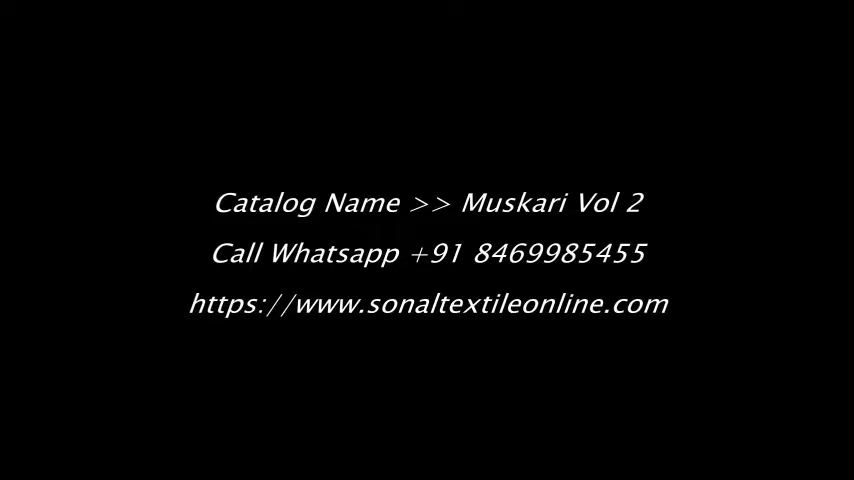 Catalog Name >> Muskari Vol 2
Call Whatsapp +91 8469985455
https://www.sonaltextileonline.com